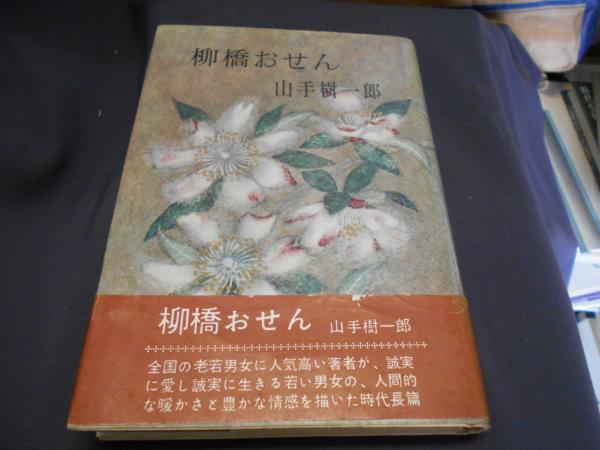 柳橋おせん
山手樹一郎
柳橋おせん 山手樹一郎
全国の老若男女に人気高い著者が、誠実
に愛し誠実に生きる若い男女の、人間的
な暖かさと豊かな情感を描いた時代長篇